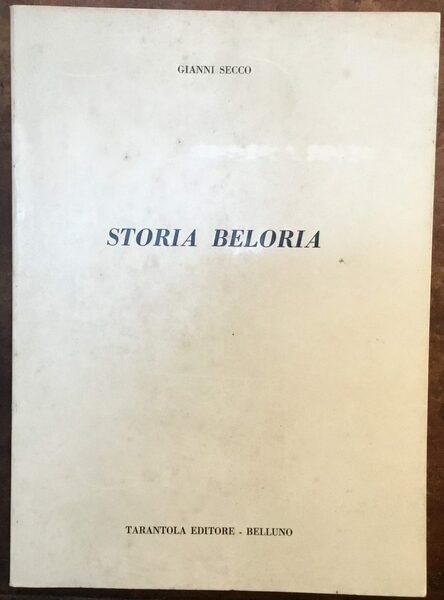 GIANNI SECCO
STORIA BELORIA
TARANTOLA EDITORE - BELLUNO